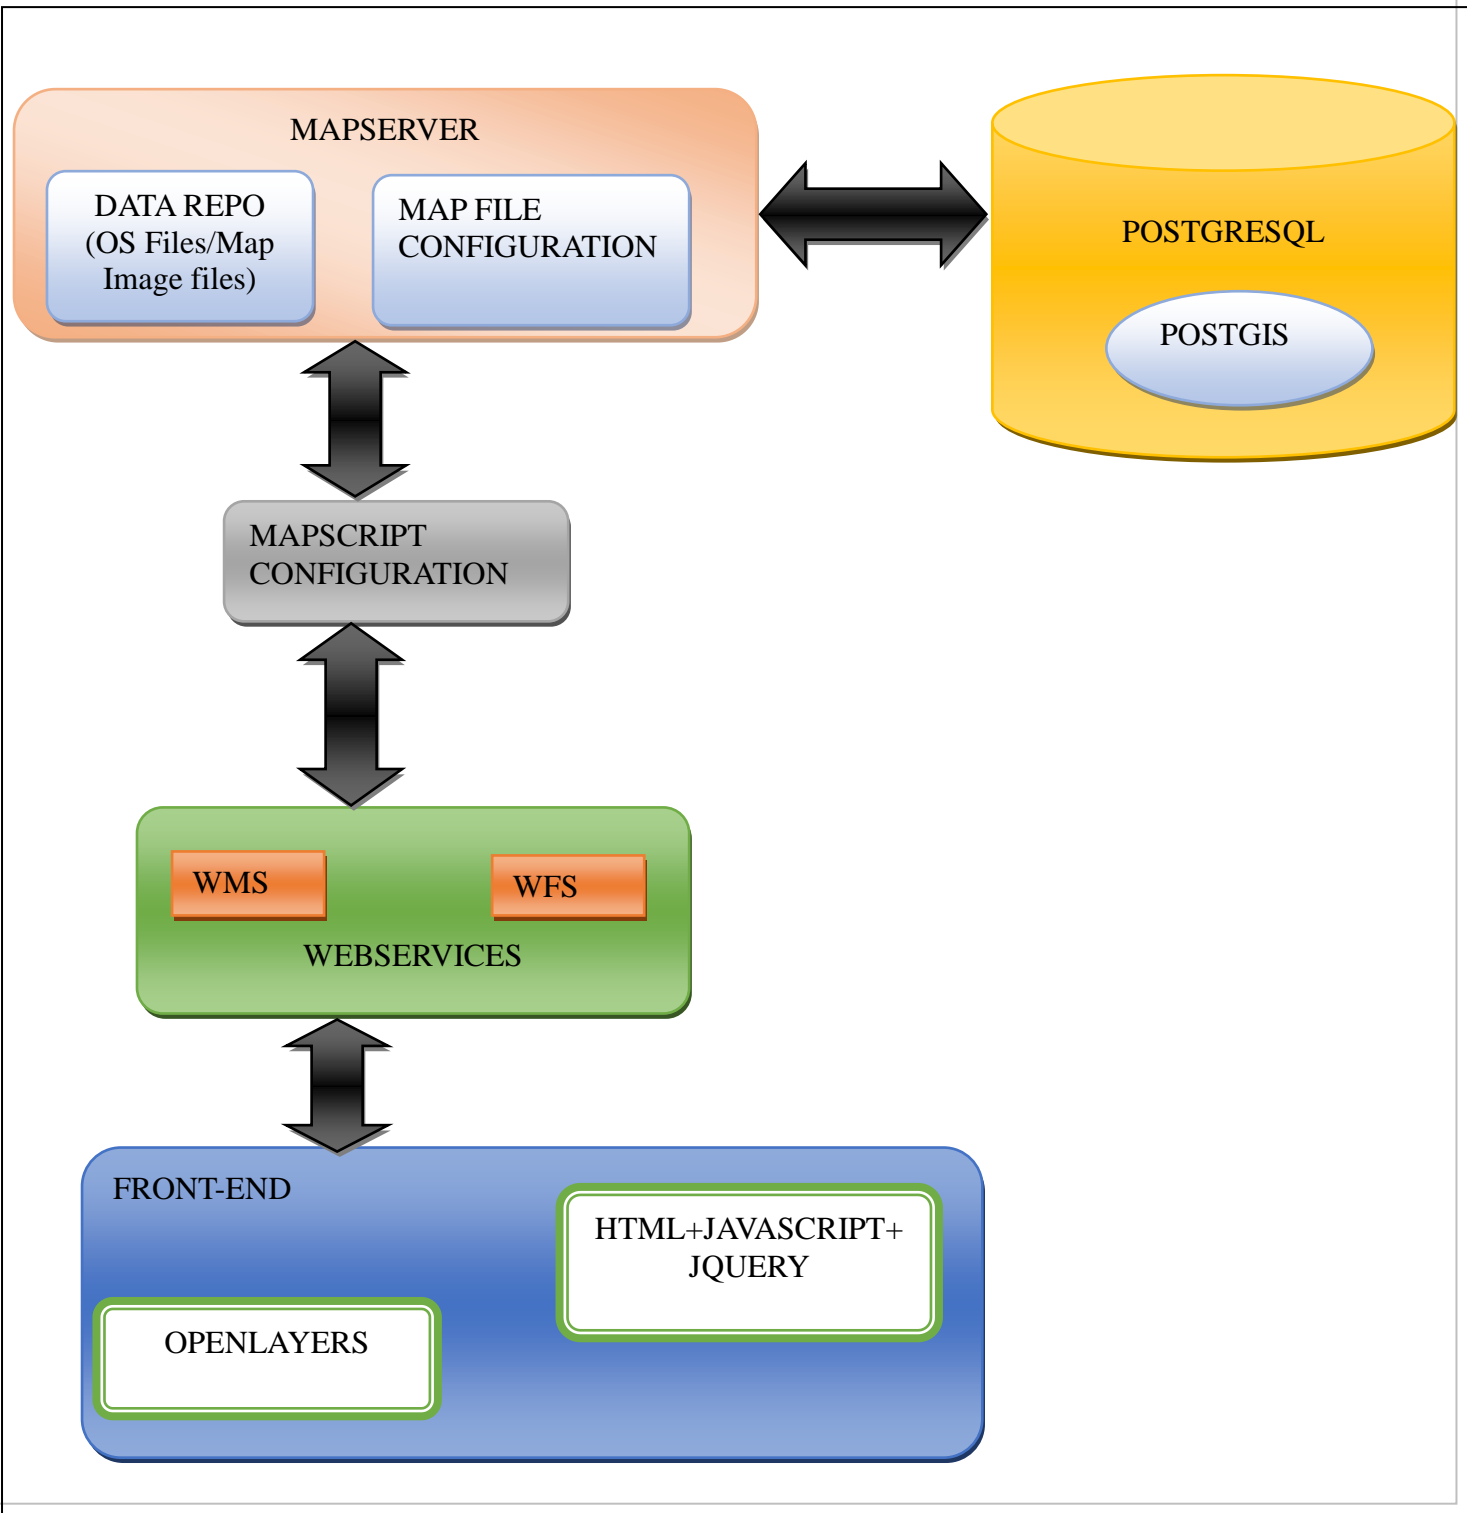 MAPSERVER
DATA REPO
(OS Files/Map
Image files)
MAP FILE
CONFIGURATION
POSTGRESQL
POSTGIS
MAPSCRIPT
CONFIGURATION
WMS
WFS
WEBSERVICES
FRONT-END
HTML+JAVASCRIPT+
JQUERY
OPENLAYERS